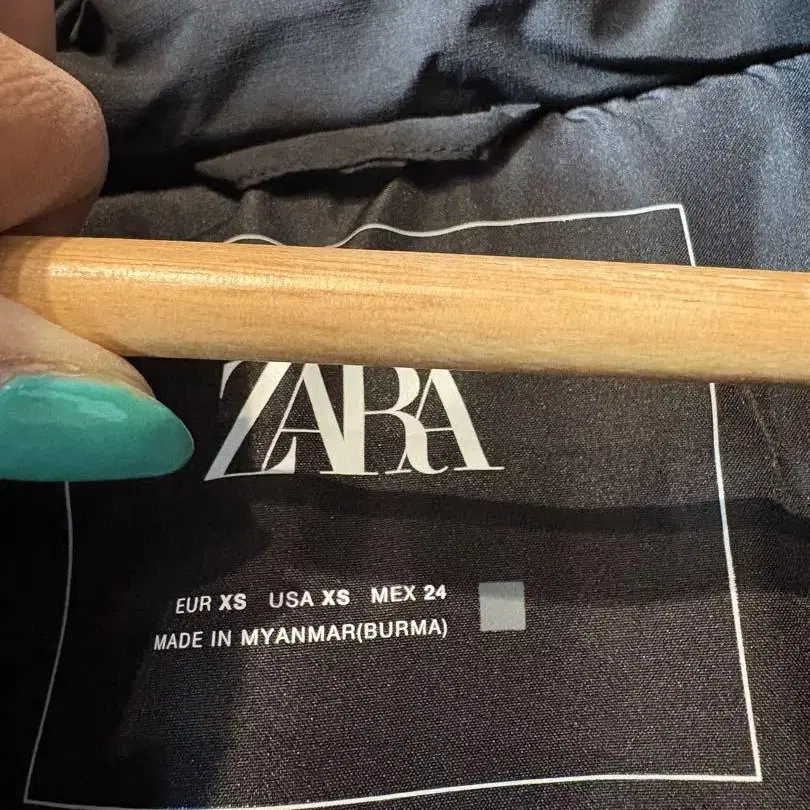 ZARA
EUR XS USA XS MEX 24
MADE IN MYANMAR(BURMA)